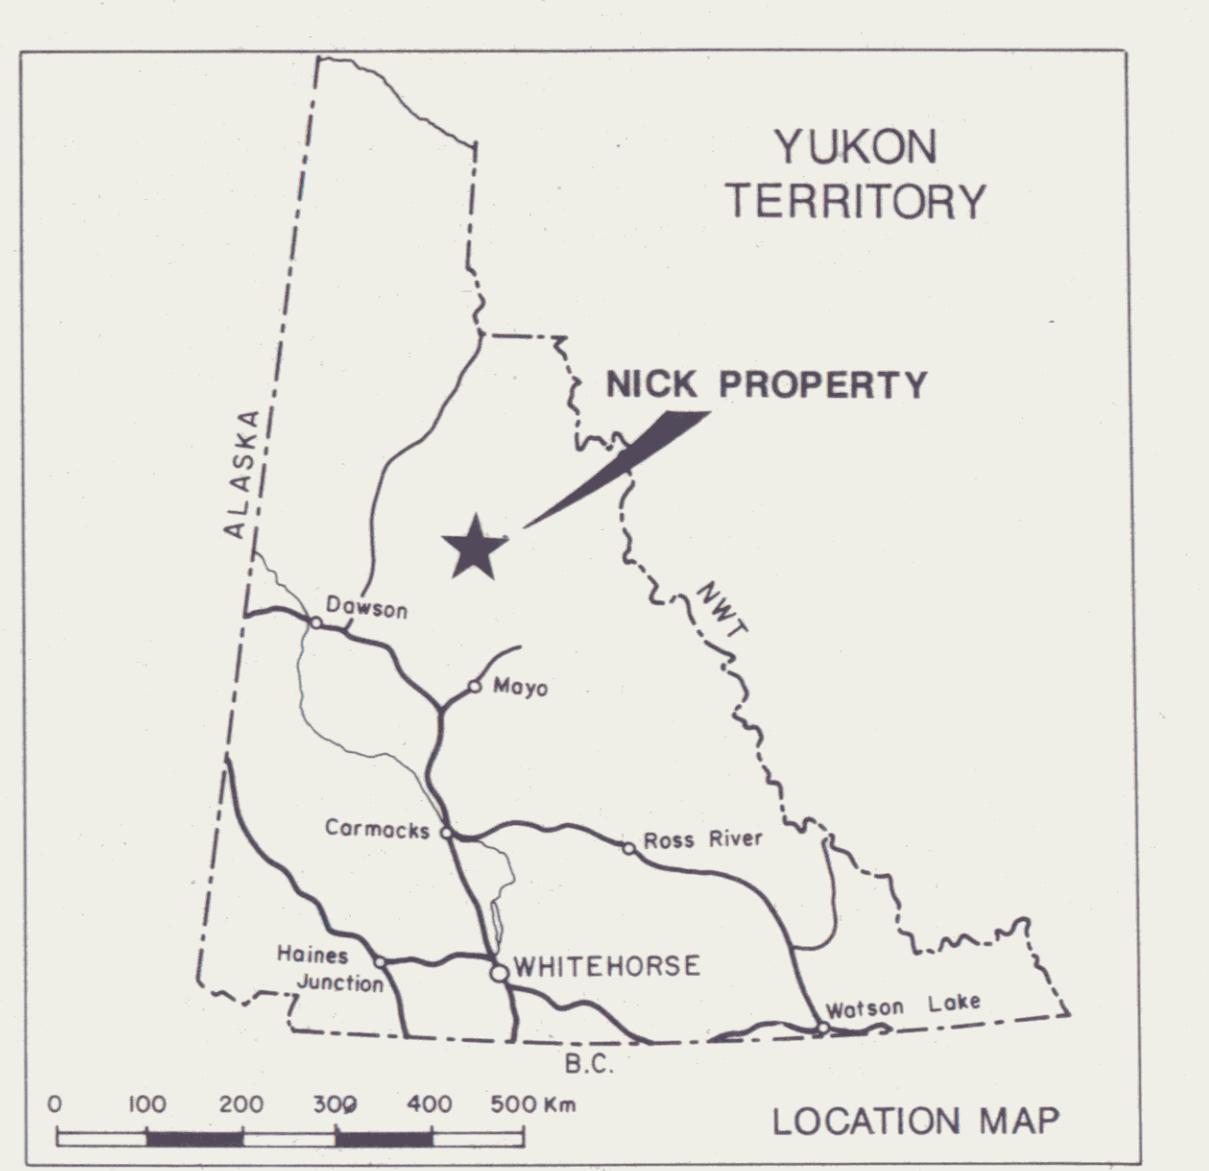 YUKON
TERRITORY
NICK PROPERTY
ALASKA
NWT
Dawson
Mayo
Carmacks
Ross River
Haines
Junction
WHITEHORSE
Watson Lake
B.C.
0 100 200 300 400 500 Km
LOCATION MAP